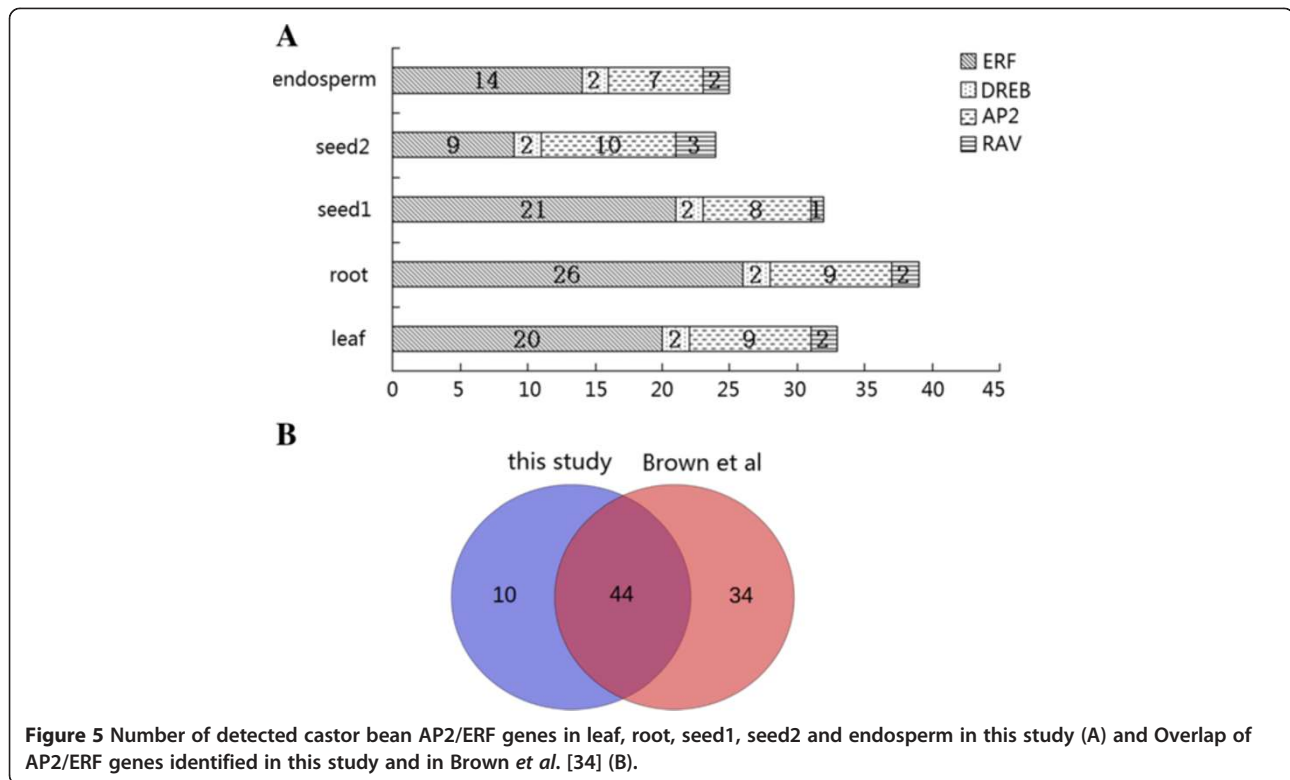 A
endosperm 14 2 7 2
seed2 9 2 10 3
seed1 21 2 8 1
root 26 2 9 2
leaf 20 2 9 2
0 5 10 15 20 25 30 35 40 45
ERF
DREB
AP2
RAV
B
this study Brown et al
10 44 34
Figure 5 Number of detected castor bean AP2/ERF genes in leaf, root, seed1, seed2 and endosperm in this study (A) and Overlap of
AP2/ERF genes identified in this study and in Brown et al. [34] (B).